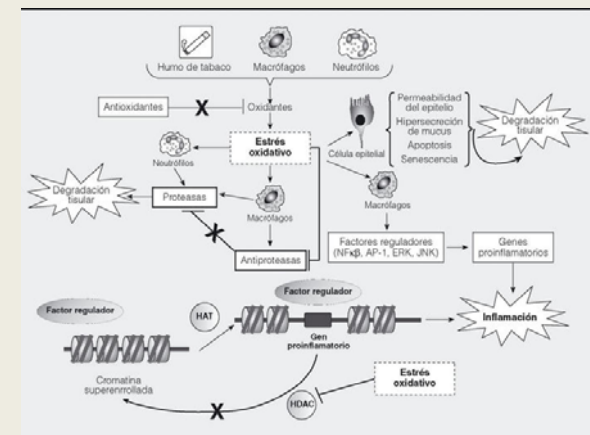 Humo de tabaco
Macrófagos
Neutrófilos
Antioxidantes
X
Oxidantes
Estrés
oxidativo
Célula epitelial
Permeabilidad
del epitelio
Hipersecreción
de mucus
Apoptosis
Senescencia
Degradación
tisular
Neutrófilos
Degradación
tisular
Proteasas
Macrófagos
Macrófagos
X
Antiproteasas
Factores reguladores
(NFκβ, AP-1, ERK, JNK)
Genes
proinflamatorios
Factor regulador
Factor regulador
HAT
Gen
proinflamatorio
Inflamación
Cromatina
superenrrollada
X
HDAC
Estrés
oxidativo